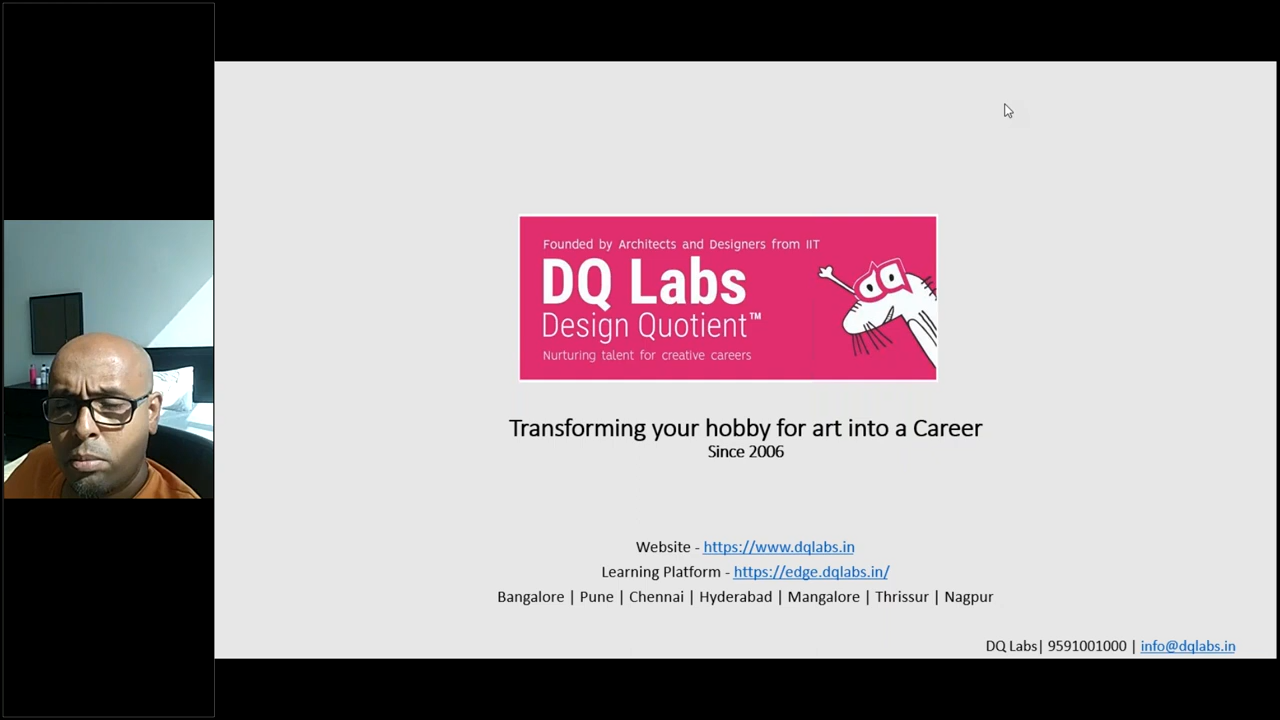 Founded by Architects and Designers from IIT
DQ Labs
Design Quotient™
Nurturing talent for creative careers
dq
Transforming your hobby for art into a Career
Since 2006
Website - https://www.dqlabs.in
Learning Platform - https://edge.dqlabs.in/
Bangalore | Pune | Chennai | Hyderabad | Mangalore | Thrissur | Nagpur
DQ Labs| 9591001000 | info@dqlabs.in